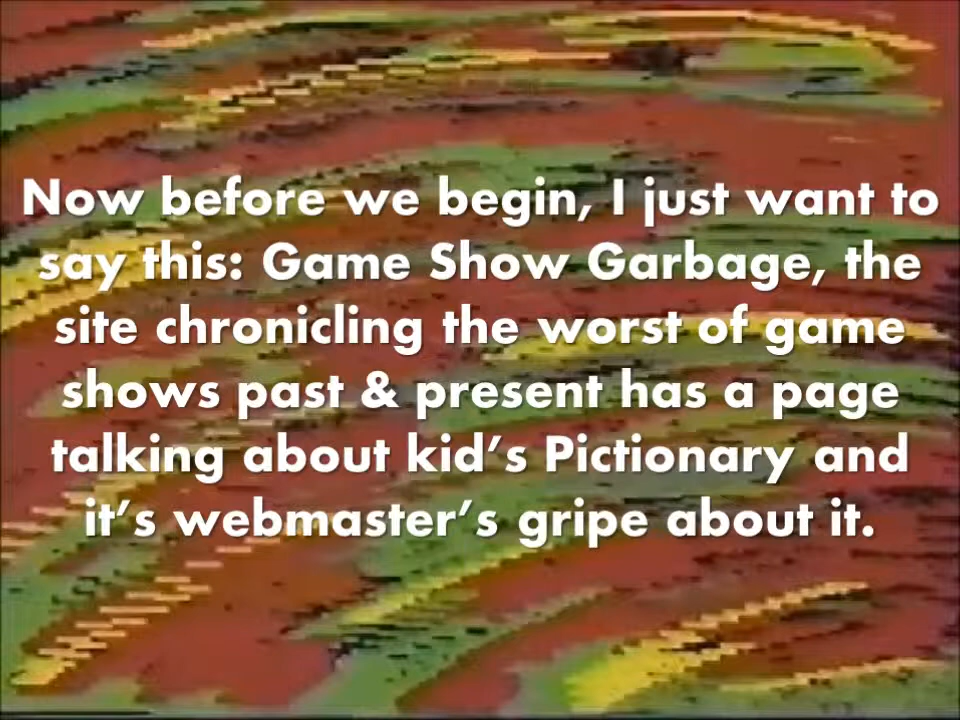 Now before we begin, I just want to
say this: Game Show Garbage, the
site chronicling the worst of game
shows past & present has a page
talking about kid’s Pictionary and
it’s webmaster’s gripe about it.